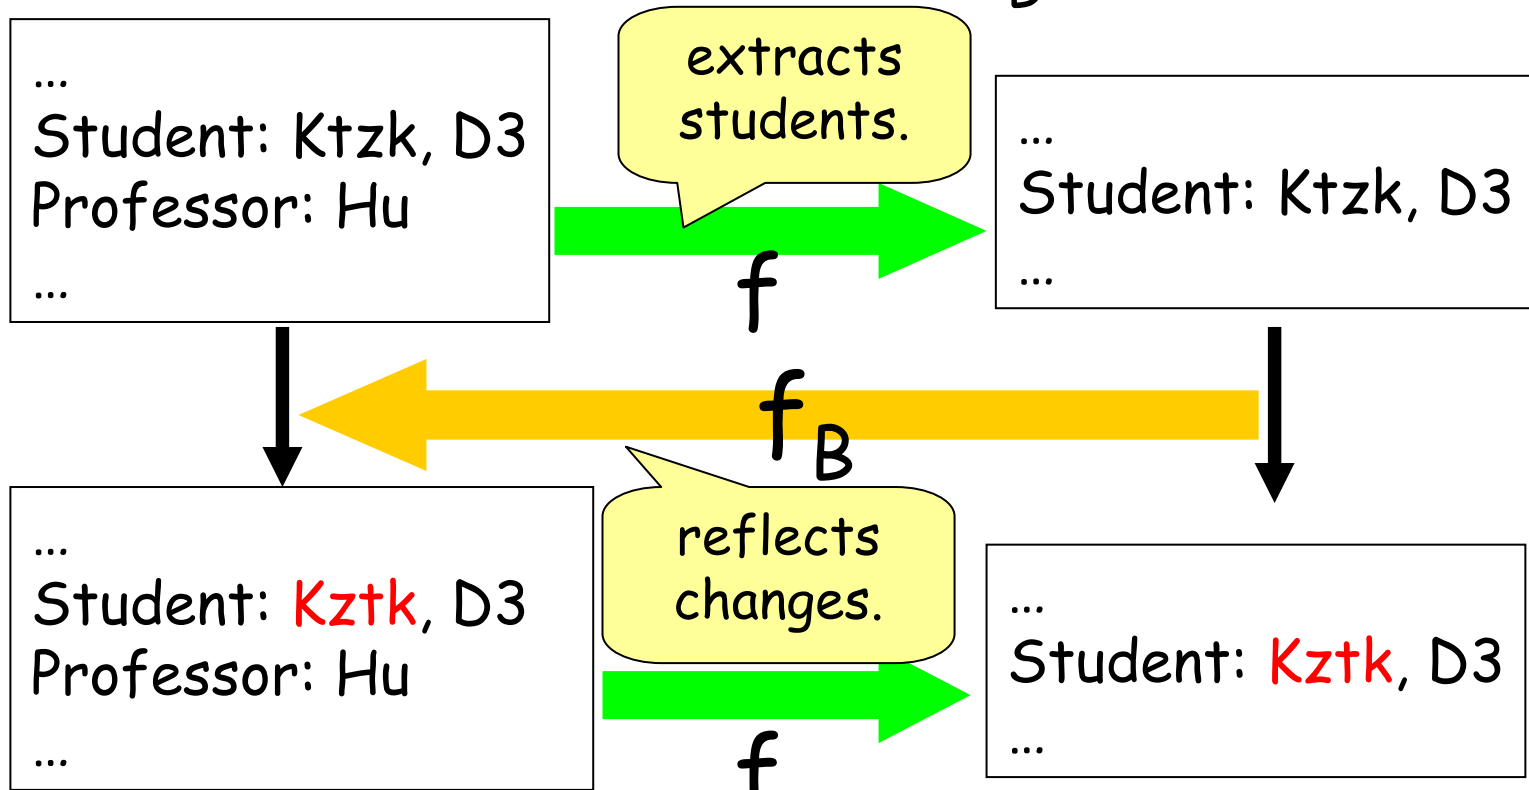 B
...
Student: Ktzk, D3
Professor: Hu
...
extracts
students.
...
Student: Ktzk, D3
...
f
f B
...
Student: Kztk, D3
Professor: Hu
...
reflects
changes.
...
Student: Kztk, D3
...
f